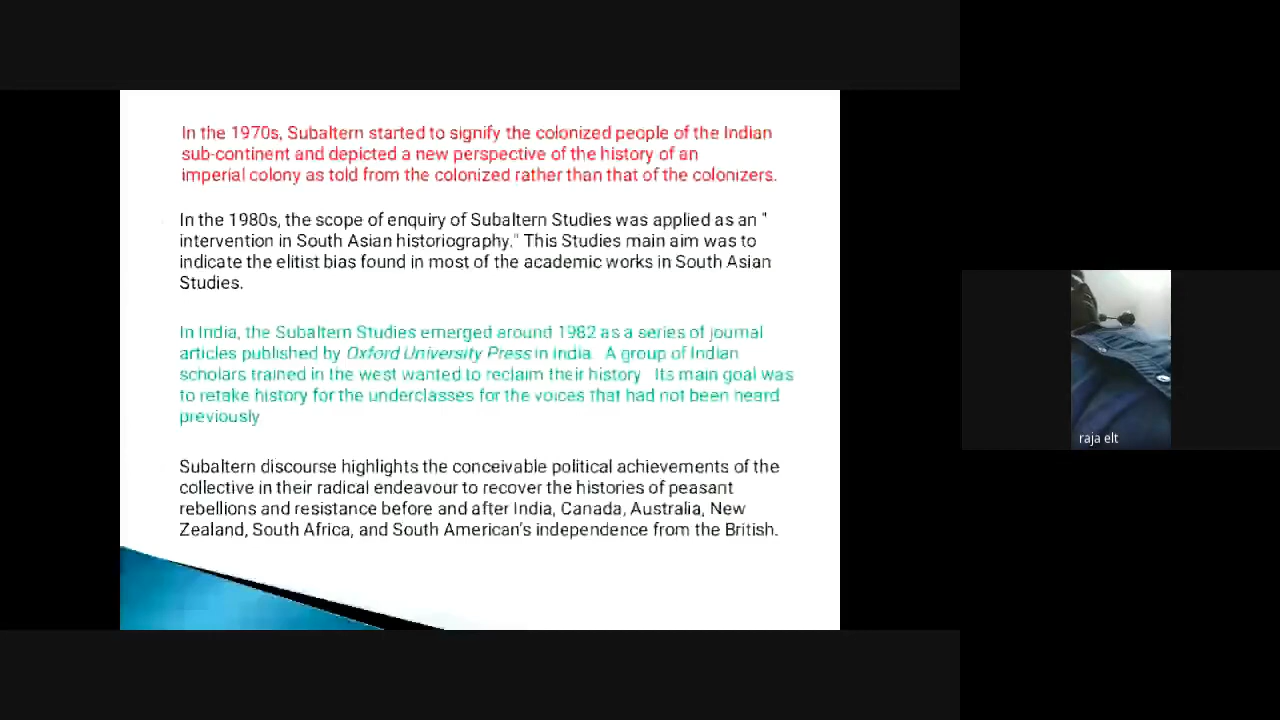 In the 1970s, Subaltern started to signify the colonized people of the Indian
sub-continent and depicted a new perspective of the history of an
imperial colony as told from the colonized rather than that of the colonizers.
In the 1980s, the scope of enquiry of Subaltern Studies was applied as an "
intervention in South Asian historiography." This Studies main aim was to
indicate the elitist bias found in most of the academic works in South Asian
Studies.
In India, the Subaltern Studies emerged around 1982 as a series of journal
articles published by Oxford University Press in India. A group of Indian
scholars trained in the west wanted to reclaim their history. Its main goal was
to retake history for the underclasses for the voices that had not been heard
previously
Subaltern discourse highlights the conceivable political achievements of the
collective in their radical endeavour to recover the histories of peasant
rebellions and resistance before and after India, Canada, Australia, New
Zealand, South Africa, and South American's independence from the British.
raja elt